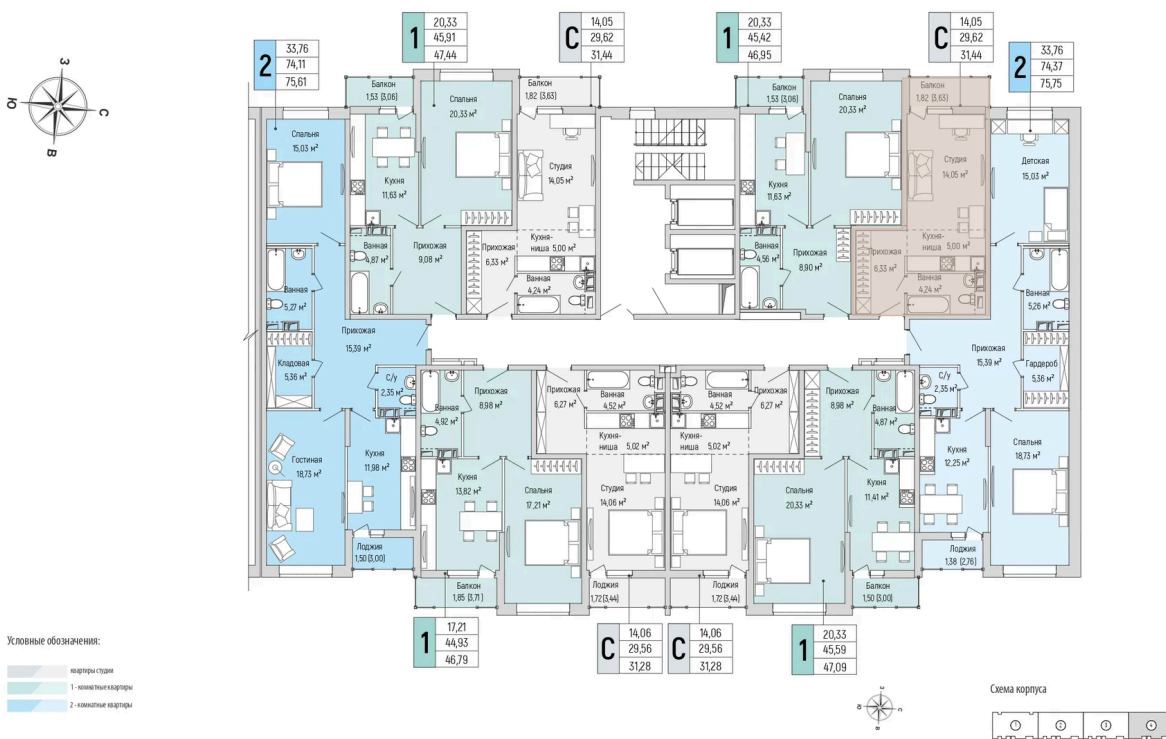 З
С
В
Ю
2
33,76
74,11
75,61
1
20,33
45,91
47,44
С
14,05
29,62
31,44
1
20,33
45,42
46,95
С
14,05
29,62
31,44
2
33,76
74,37
75,75
Балкон
1,53 (3,06)
Балкон
1,82 (3,63)
Балкон
1,53 (3,06)
Балкон
1,82 (3,63)
Спальня
15,03 м²
Кухня
11,63 м²
Спальня
20,33 м²
Студия
14,05 м²
Кухня
11,63 м²
Спальня
20,33 м²
Студия
14,05 м²
Детская
15,03 м²
Ванная
5,27 м²
Ванная
4,87 м²
Прихожая
9,08 м²
Прихожая
6,33 м²
Кухня-
ниша 5,00 м²
Ванная
4,24 м²
Ванная
4,56 м²
Прихожая
8,90 м²
Прихожая
6,33 м²
Кухня-
ниша 5,00 м²
Ванная
4,24 м²
Ванная
5,26 м²
Прихожая
15,39 м²
Кладовая
5,36 м²
С/у
2,35 м²
Прихожая
15,39 м²
Гардероб
5,36 м²
С/у
2,35 м²
Ванная
4,92 м²
Прихожая
8,98 м²
Прихожая
6,27 м²
Ванная
4,52 м²
Ванная
4,52 м²
Прихожая
6,27 м²
Прихожая
8,98 м²
Ванная
4,87 м²
Гостиная
18,73 м²
Кухня
11,98 м²
Кухня
13,82 м²
Спальня
17,21 м²
Кухня-
ниша 5,02 м²
Студия
14,06 м²
Кухня-
ниша 5,02 м²
Студия
14,06 м²
Спальня
20,33 м²
Кухня
11,41 м²
Кухня
12,25 м²
Спальня
18,73 м²
Лоджия
1,50 (3,00)
Балкон
1,85 (3,71)
Лоджия
1,72 (3,44)
Лоджия
1,72 (3,44)
Балкон
1,50 (3,00)
Лоджия
1,38 (2,76)
1
17,21
44,93
46,79
С
14,06
29,56
31,28
С
14,06
29,56
31,28
1
20,33
45,59
47,09
Условные обозначения:
квартиры студии
1 - комнатные квартиры
2 - комнатные квартиры
З
С
В
Ю
Схема корпуса
1
2
3
4